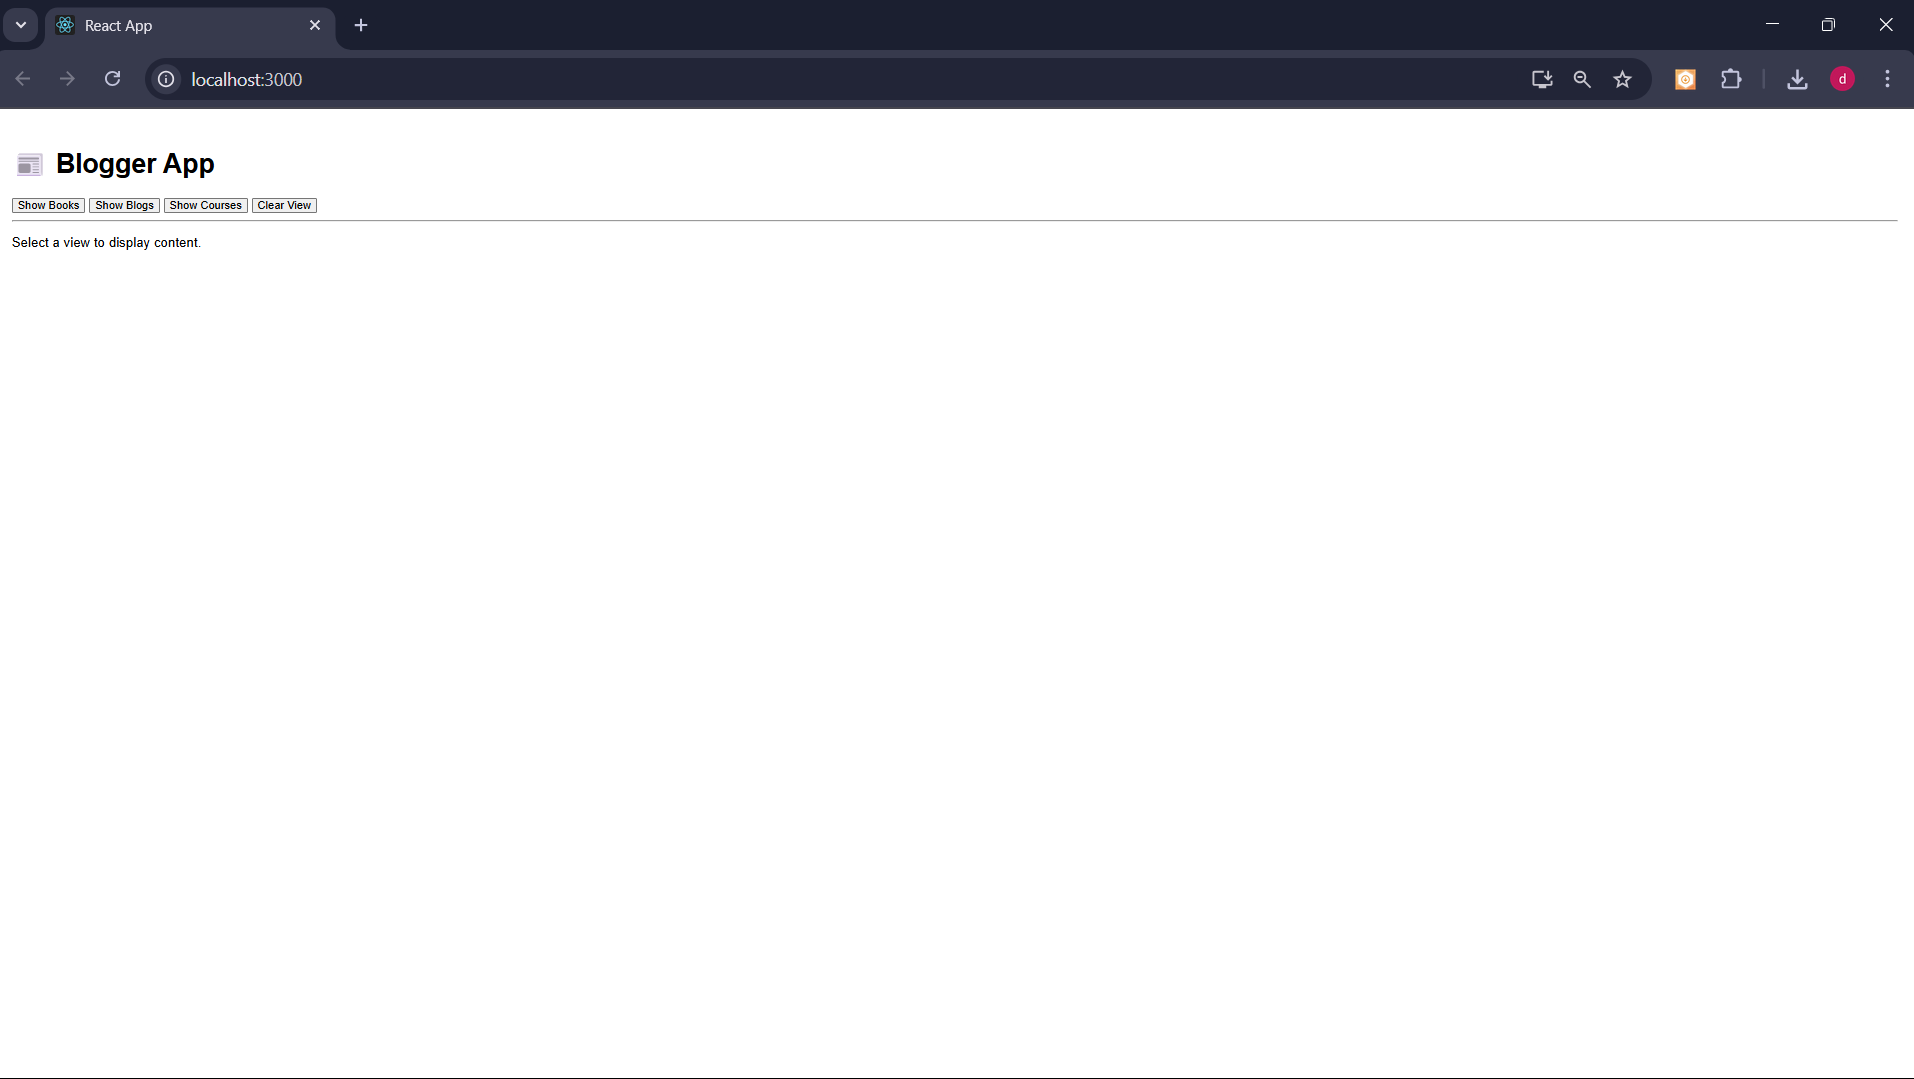 React App
localhost:3000
d
Blogger App
Show Books Show Blogs Show Courses Clear View
Select a view to display content.